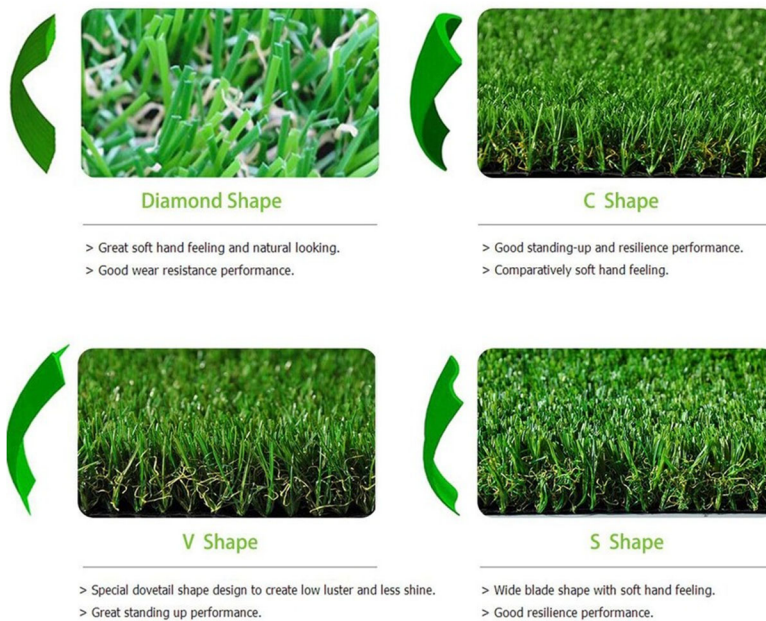 Diamond Shape
> Great soft hand feeling and natural looking.
> Good wear resistance performance.
C Shape
> Good standing-up and resilience performance.
> Comparatively soft hand feeling.
V Shape
> Special dovetail shape design to create low luster and less shine.
> Great standing up performance.
S Shape
> Wide blade shape with soft hand feeling.
> Good resilience performance.